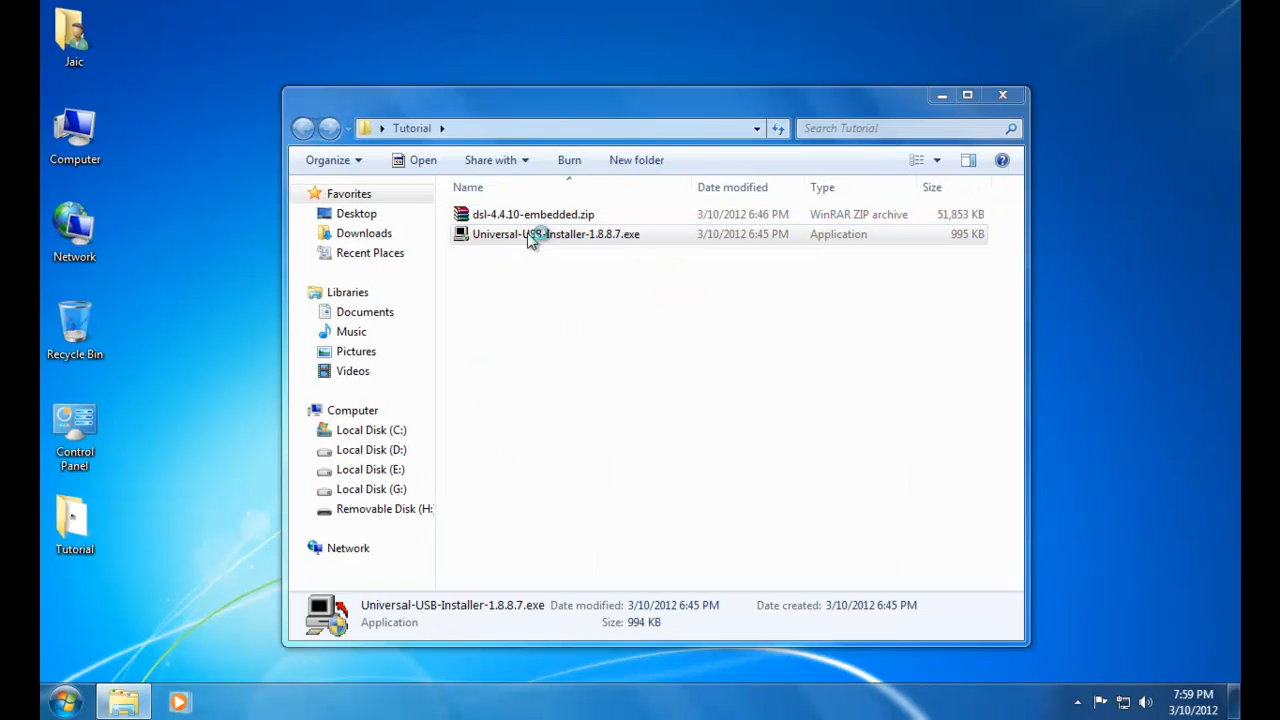 Jaic
Computer
Network
Recycle Bin
Control
Panel
Tutorial
Tutorial
Search Tutorial
Organize Open Share with Burn New folder
Name Date modified Type Size
dsl-4.4.10-embedded.zip 3/10/2012 6:46 PM WinRAR ZIP archive 51,853 KB
Universal-USB-Installer-1.8.8.7.exe 3/10/2012 6:45 PM Application 995 KB
Favorites
Desktop
Downloads
Recent Places
Libraries
Documents
Music
Pictures
Videos
Computer
Local Disk (C:)
Local Disk (D:)
Local Disk (E:)
Local Disk (G:)
Removable Disk (H:
Network
Universal-USB-Installer-1.8.8.7.exe Date modified: 3/10/2012 6:45 PM Date created: 3/10/2012 6:45 PM
Application Size: 994 KB
7:59 PM
3/10/2012